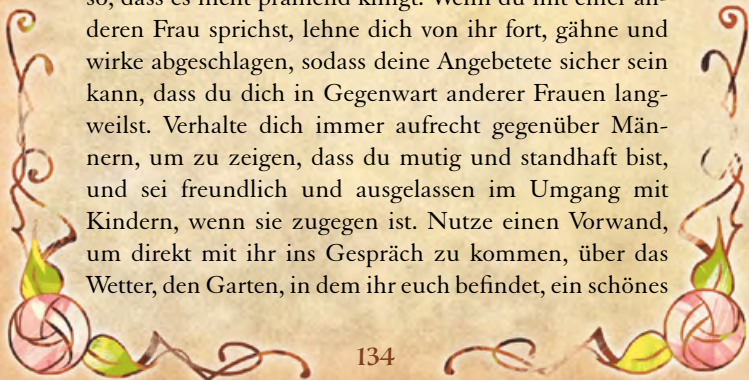 so, dass es nicht prahlend klingt. Wenn du mit einer an-
deren Frau sprichst, lehne dich von ihr fort, gähne und
wirke abgeschlagen, sodass deine Angebetete sicher sein
kann, dass du dich in Gegenwart anderer Frauen lang-
weilst. Verhalte dich immer aufrecht gegenüber Män-
nern, um zu zeigen, dass du mutig und standhaft bist,
und sei freundlich und ausgelassen im Umgang mit
Kindern, wenn sie zugegen ist. Nutze einen Vorwand,
um direkt mit ihr ins Gespräch zu kommen, über das
Wetter, den Garten, in dem ihr euch befindet, ein schönes
134